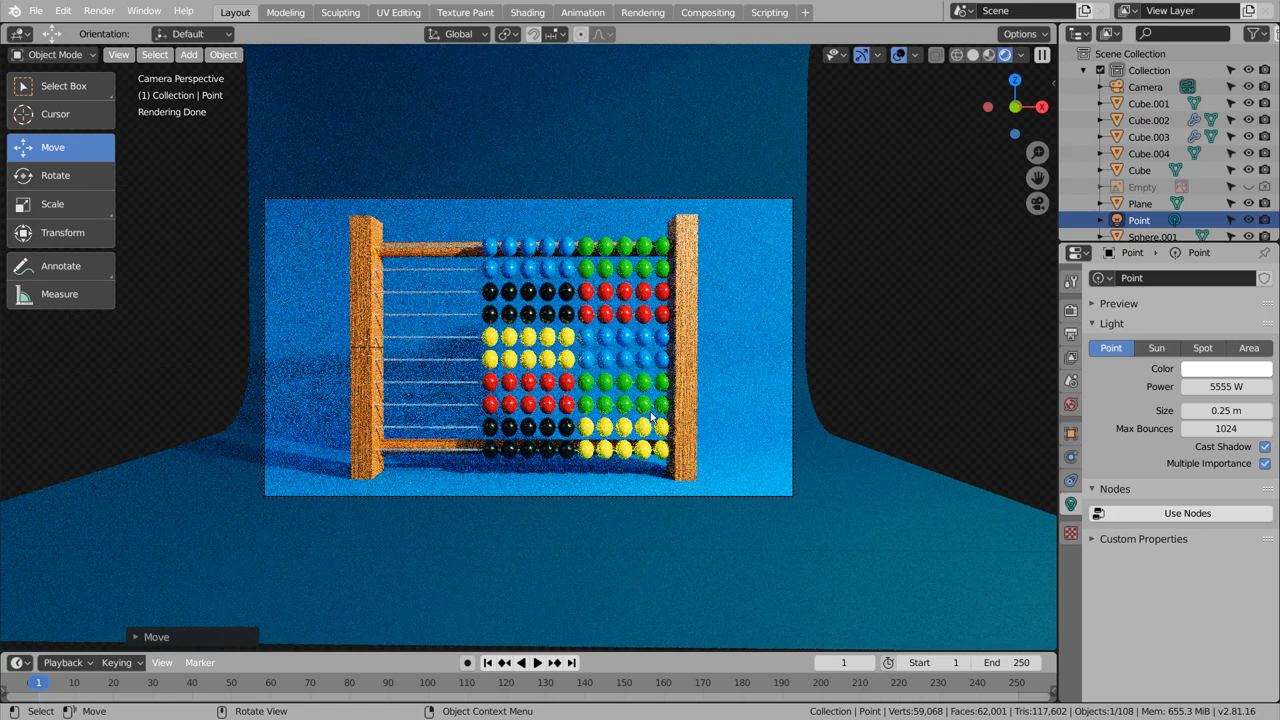 File Edit Render Window Help Layout Modeling Sculpting UV Editing Texture Paint Shading Animation Rendering Compositing Scripting + Scene View Layer
Orientation: Default Global Options
Object Mode View Select Add Object
Scene Collection
Collection
Camera
Cube.001
Cube.002
Cube.003
Cube.004
Cube
Empty
Plane
Point
Sphere.001
Select Box
Cursor
Move
Rotate
Scale
Transform
Annotate
Measure
Camera Perspective
(1) Collection | Point
Rendering Done
Z
X
Point Point
Point
Preview
Light
Point Sun Spot Area
Color
Power 5555 W
Size 0.25 m
Max Bounces 1024
Cast Shadow
Multiple Importance
Nodes
Use Nodes
Custom Properties
Move
Playback Keying View Marker 1 Start 1 End 250
1 10 20 30 40 50 60 70 80 90 100 110 120 130 140 150 160 170 180 190 200 210 220 230 240 250
Select Move Rotate View Object Context Menu Collection | Point | Verts:59,068 | Faces:62,001 | Tris:117,602 | Objects:1/108 | Mem: 655.3 MiB | v2.81.16